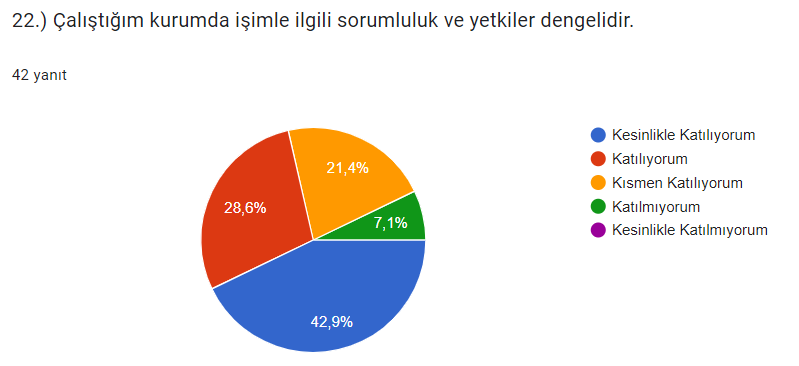 22.) Çalıştığım kurumda işimle ilgili sorumluluk ve yetkiler dengelidir.
42 yanıt
Kesinlikle Katılıyorum
Katılıyorum
Kısmen Katılıyorum
Katılmıyorum
Kesinlikle Katılmıyorum
21,4%
28,6%
7,1%
42,9%